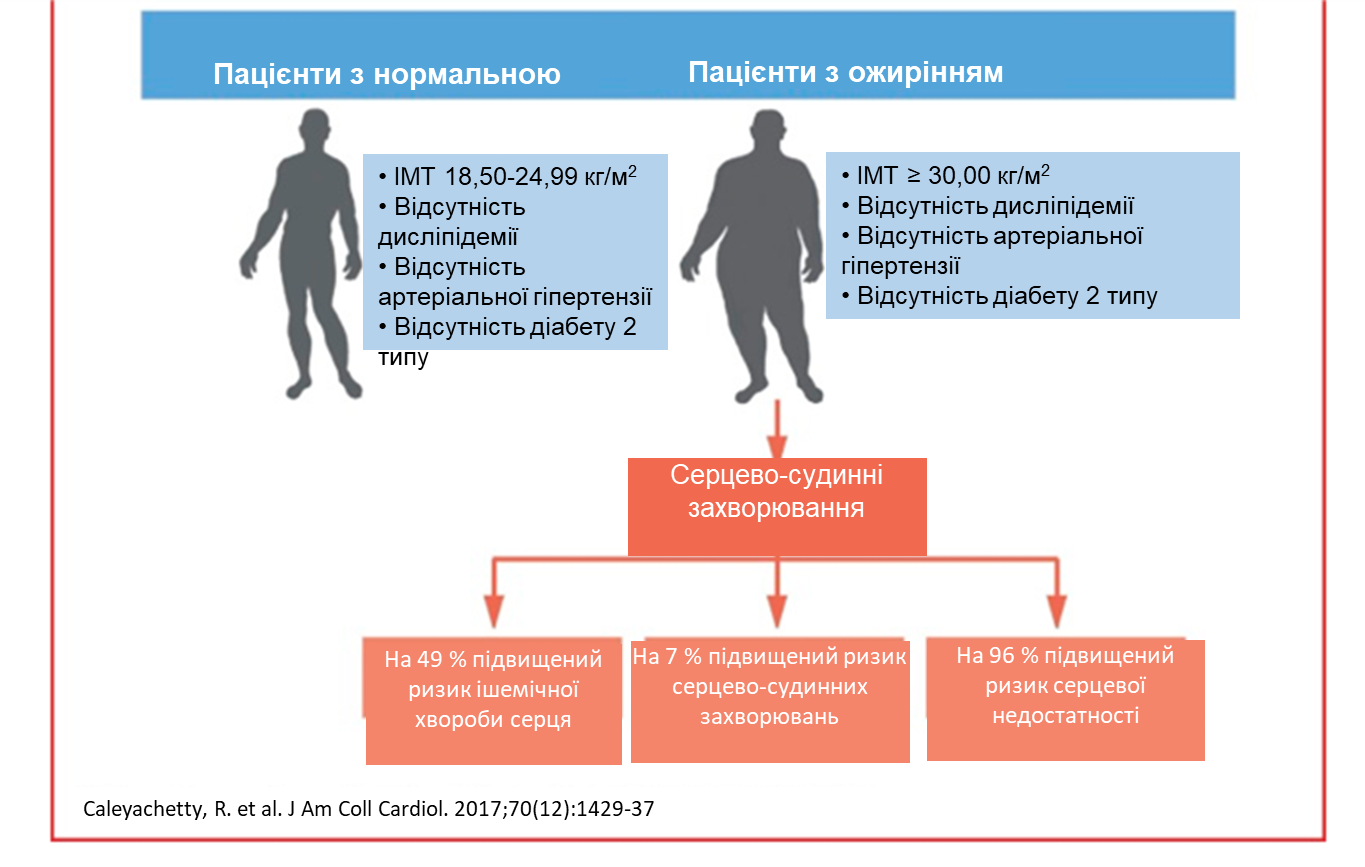 Пацієнти з нормальною
Пацієнти з ожирінням
• ІМТ 18,50-24,99 кг/м²
• Відсутність
дисліпідемії
• Відсутність
артеріальної гіпертензії
• Відсутність діабету 2
типу
• ІМТ ≥ 30,00 кг/м²
• Відсутність дисліпідемії
• Відсутність артеріальної
гіпертензії
• Відсутність діабету 2 типу
Серцево-судинні
захворювання
На 49 % підвищений
ризик ішемічної
хвороби серця
На 7 % підвищений ризик
серцево-судинних
захворювань
На 96 % підвищений
ризик серцевої
недостатності
Caleyachetty, R. et al. J Am Coll Cardiol. 2017;70(12):1429-37